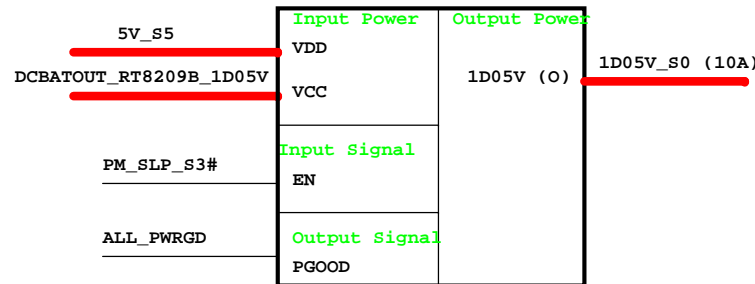 Input Power
Output Power
5V_S5
VDD
DCBATOUT_RT8209B_1D05V
VCC
1D05V (O)
1D05V_S0 (10A)
Input Signal
PM_SLP_S3#
EN
ALL_PWRGD
Output Signal
PGOOD